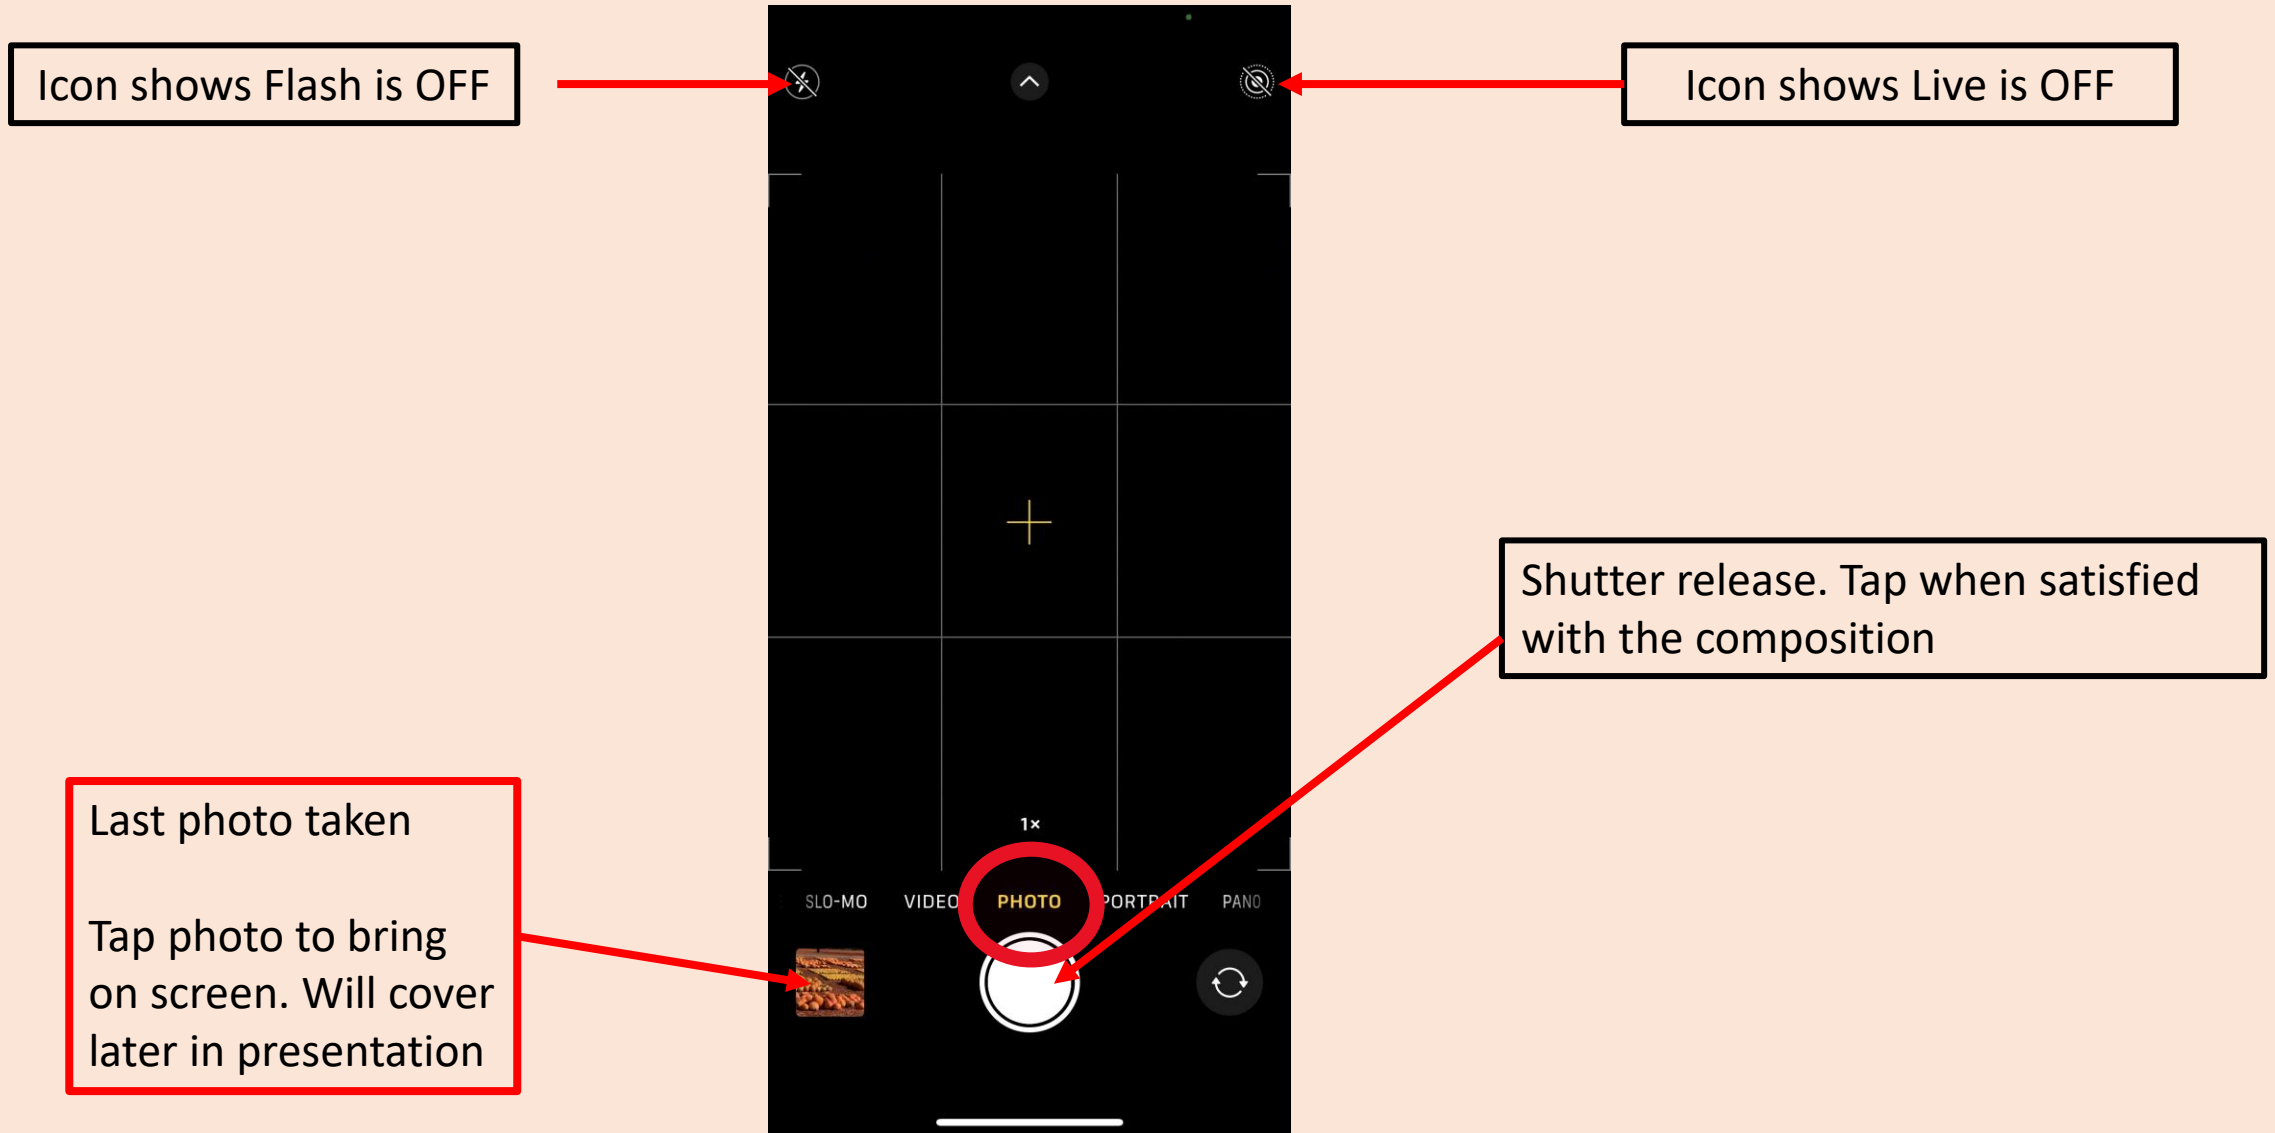 Icon shows Flash is OFF
Icon shows Live is OFF
Shutter release. Tap when satisfied
with the composition
Last photo taken
Tap photo to bring
on screen. Will cover
later in presentation
1×
SLO-MO VIDEO PHOTO PORTRAIT PANO